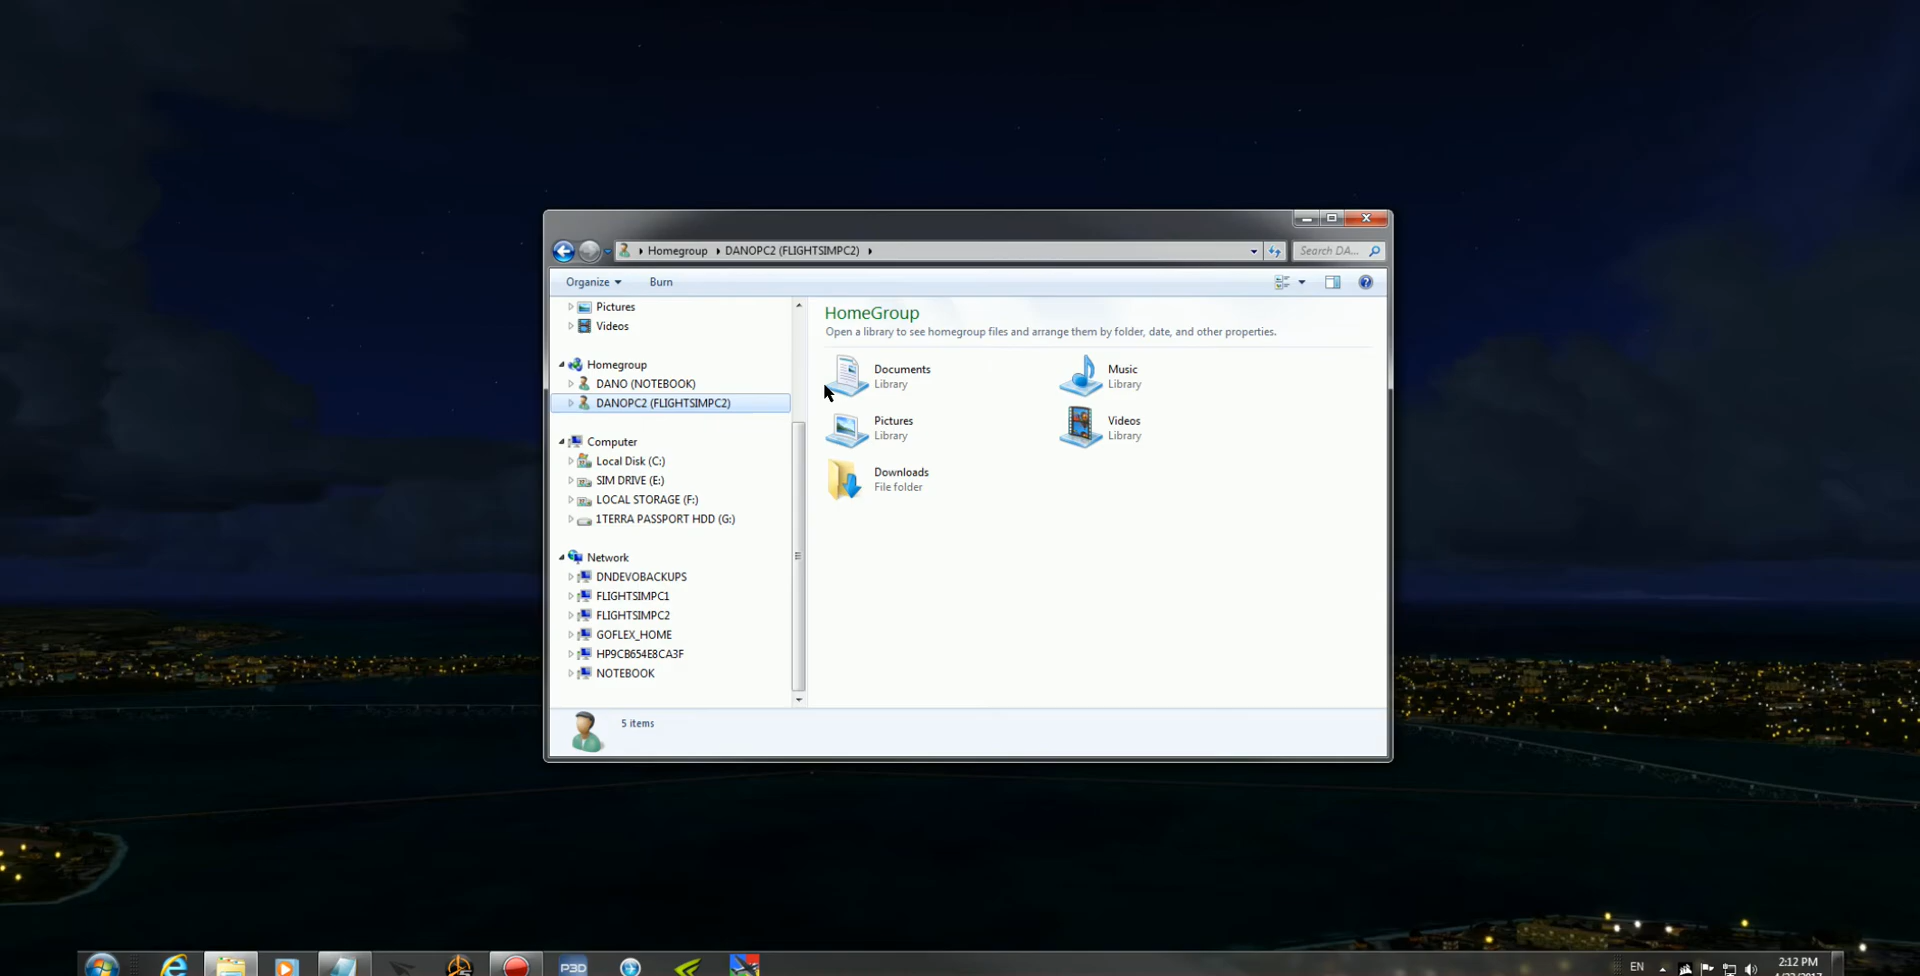 Homegroup
DANOPC2 (FLIGHTSIMPC2)
Search DA...
Organize
Burn
Pictures
Videos
Homegroup
DANO (NOTEBOOK)
DANOPC2 (FLIGHTSIMPC2)
Computer
Local Disk (C:)
SIM DRIVE (E:)
LOCAL STORAGE (F:)
1TERRA PASSPORT HDD (G:)
Network
DNDEVOBACKUPS
FLIGHTSIMPC1
FLIGHTSIMPC2
GOFLEX_HOME
HP9CB654E8CA3F
NOTEBOOK
HomeGroup
Open a library to see homegroup files and arrange them by folder, date, and other properties.
Documents
Library
Music
Library
Pictures
Library
Videos
Library
Downloads
File folder
5 items
P3D
EN
2:12 PM